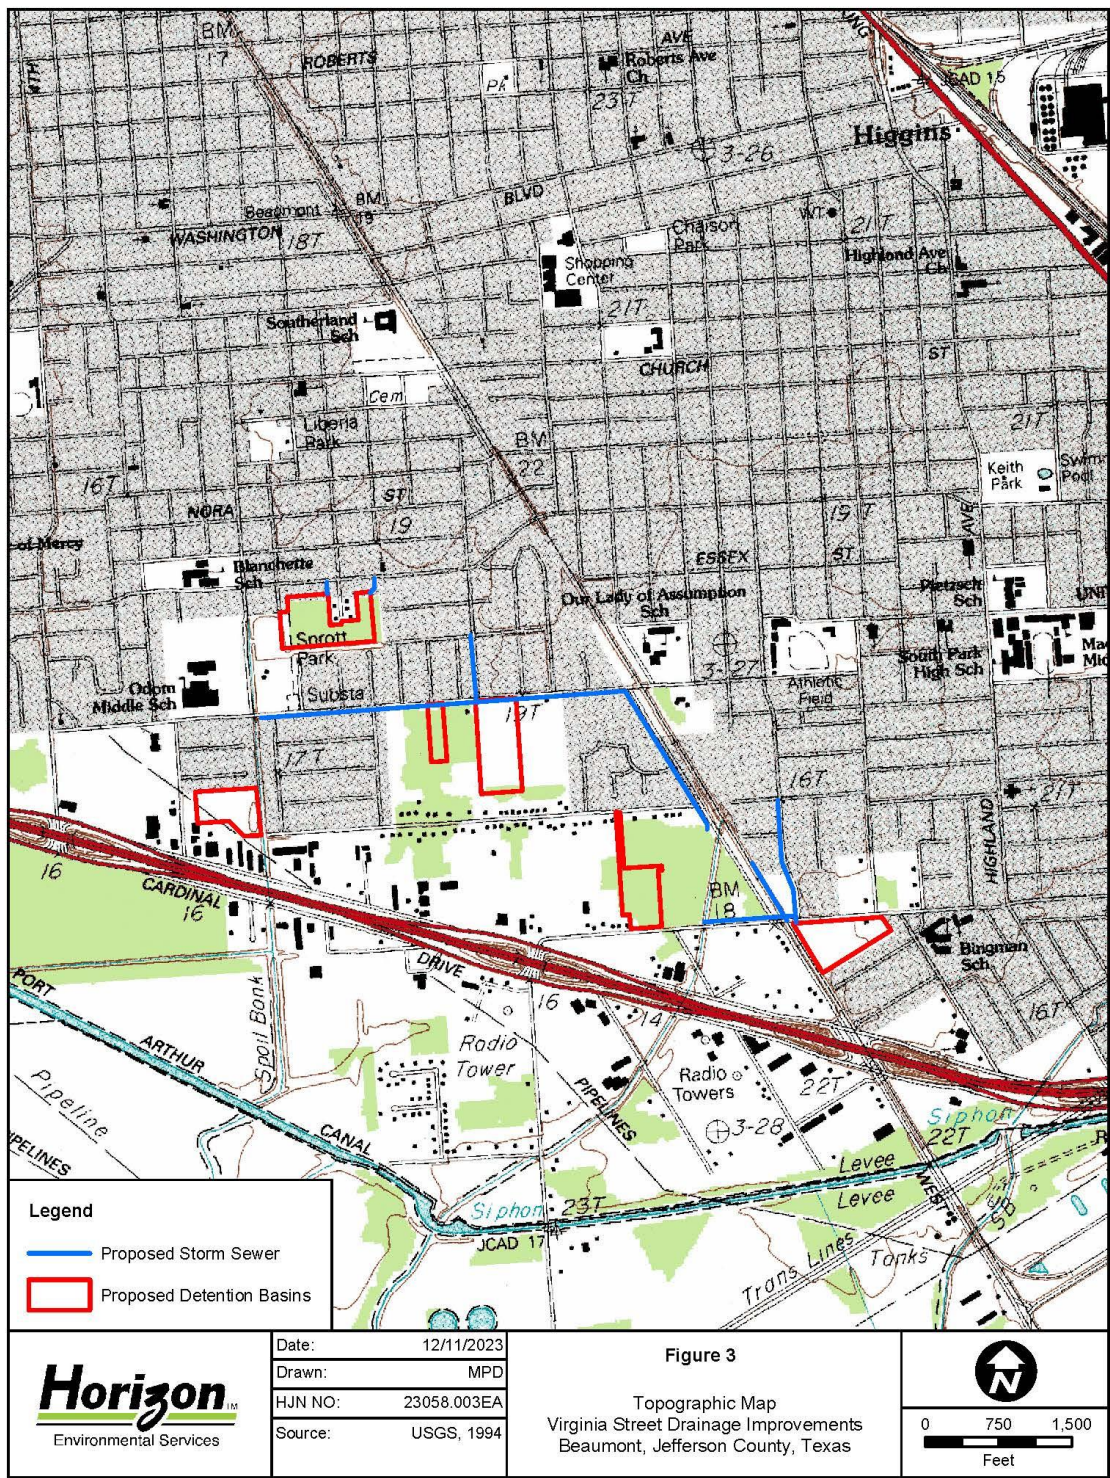 BM
17
ROBERTS
AVE
Roberts Ave
Ch
Pk
23T
JCAD 15
Higgins
3-26
BLVD
Beaumont
BM
19
WASHINGTON
18T
Chaison
Park
WT
21T
Highland Ave
Ch
Shopping
Center
21T
Southerland
Sch
CHURCH
ST
Cem
Liberia
Park
BM
22
21T
Keith
Park
Swim
Pool
16T
NORA
ST
19
19T
AVE
of Mercy
ESSEX
ST
Blanchette
Sch
Our Lady of Assumption
Sch
Pietzsch
Sch
UNI
Sprott
Park
3-27
South Park
High Sch
Mac
Mid
Odom
Middle Sch
Substa
Athletic
Field
19T
17T
16T
21T
HIGHLAND
16
CARDINAL
16
BM
18
Bingman
Sch
DRIVE
PORT
16
14
16T
Spoil Bank
ARTHUR
Radio
Tower
Radio
Towers
22T
Pipeline
PIPELINES
Siphon
22T
CANAL
3-28
Levee
Levee
PIPELINES
WEST
Siphon
23T
JCAD 17
Trans Lines
Tanks
Legend
Proposed Storm Sewer
Proposed Detention Basins
Horizon TM
Environmental Services
Date: 12/11/2023
Drawn: MPD
HJN NO: 23058.003EA
Source: USGS, 1994
Figure 3
Topographic Map
Virginia Street Drainage Improvements
Beaumont, Jefferson County, Texas
N
0 750 1,500
Feet